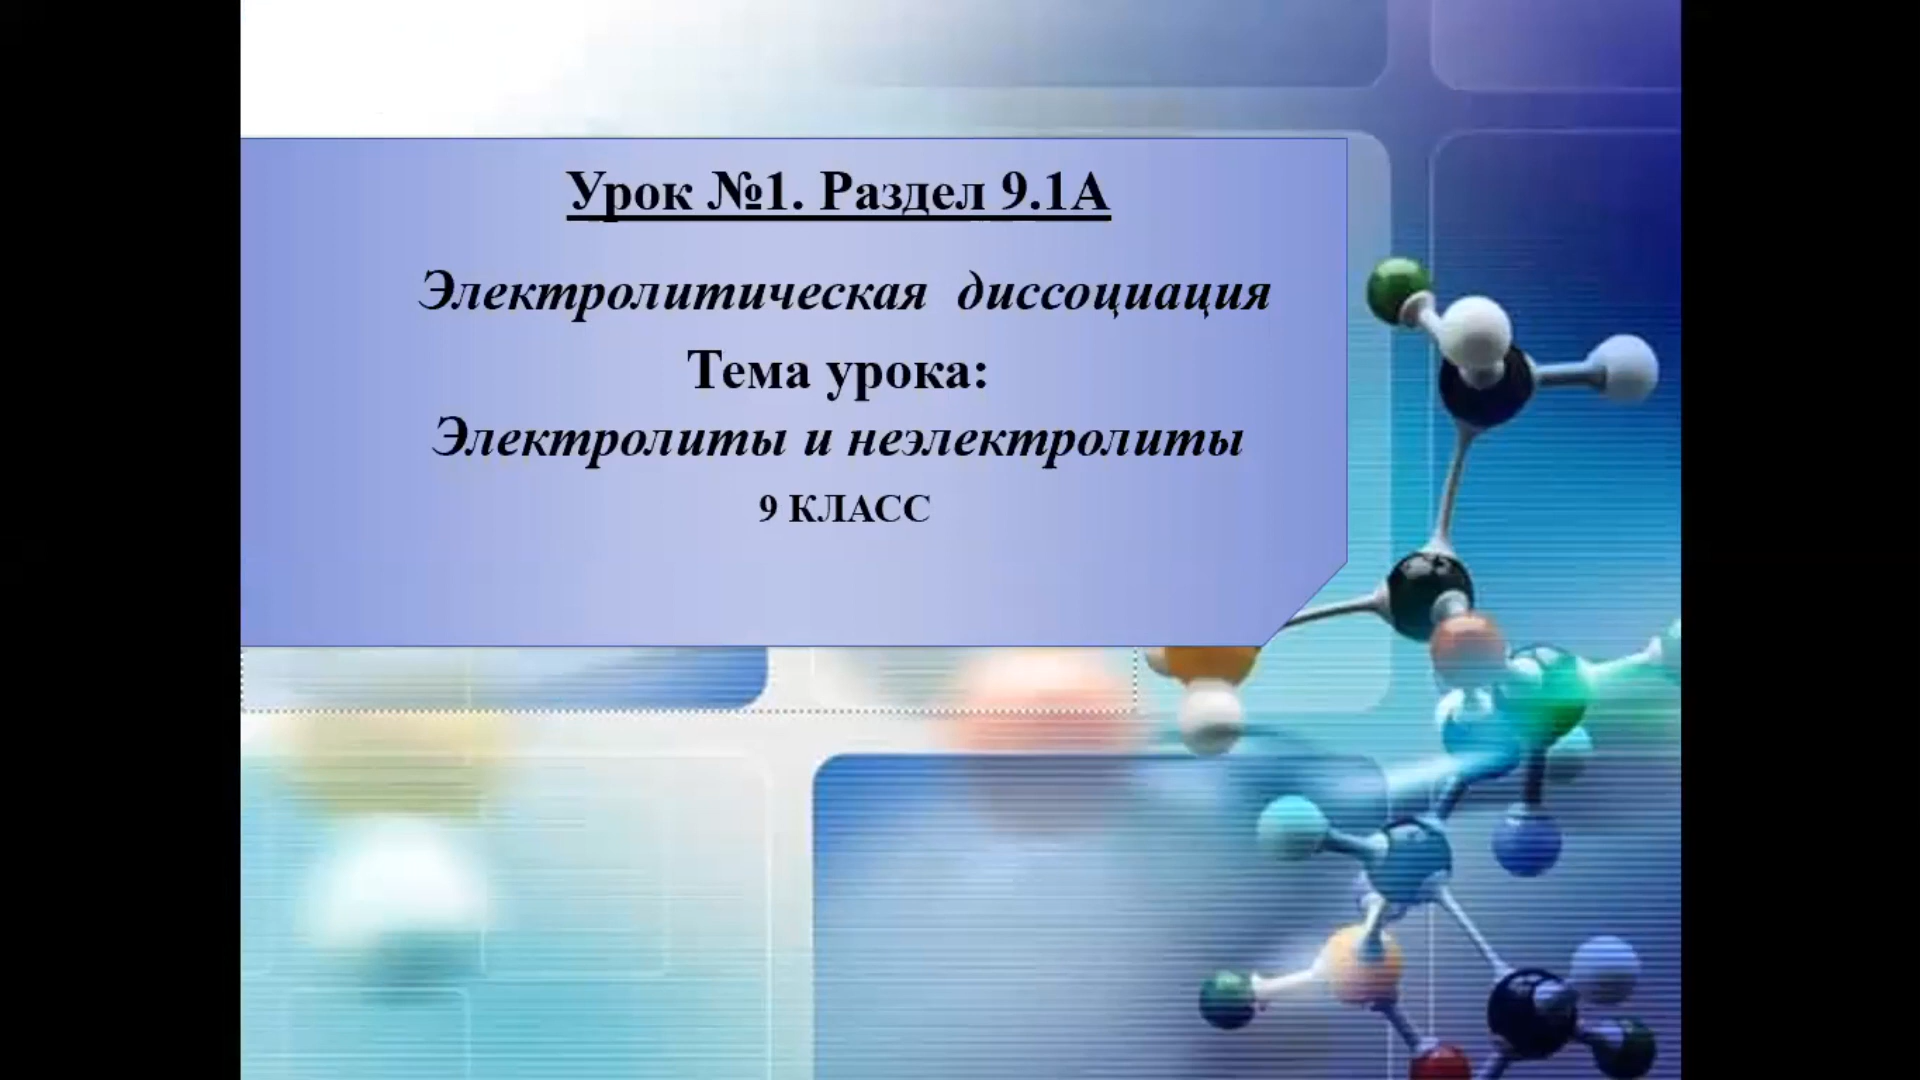 Урок №1. Раздел 9.1А
Электролитическая диссоциация
Тема урока:
Электролиты и неэлектролиты
9 КЛАСС